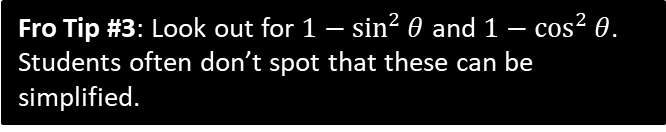 Fro Tip #3: Look out for 1 − sin² θ and 1 − cos² θ.
Students often don’t spot that these can be
simplified.